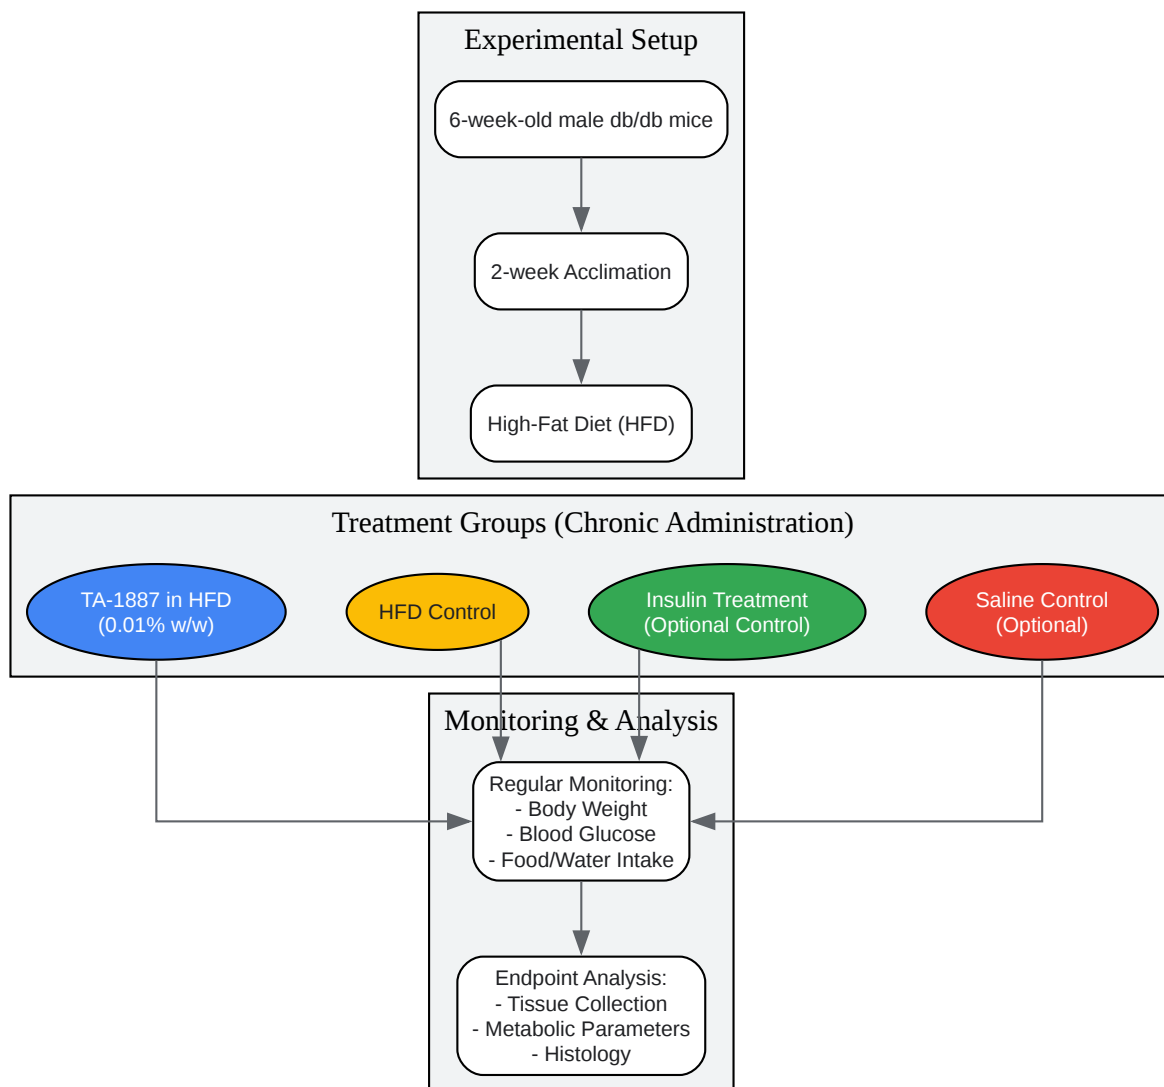 Experimental Setup
6-week-old male db/db mice
2-week Acclimation
High-Fat Diet (HFD)
Treatment Groups (Chronic Administration)
TA-1887 in HFD
(0.01% w/w)
HFD Control
Insulin Treatment
(Optional Control)
Saline Control
(Optional)
Monitoring & Analysis
Regular Monitoring:
- Body Weight
- Blood Glucose
- Food/Water Intake
Endpoint Analysis:
- Tissue Collection
- Metabolic Parameters
- Histology